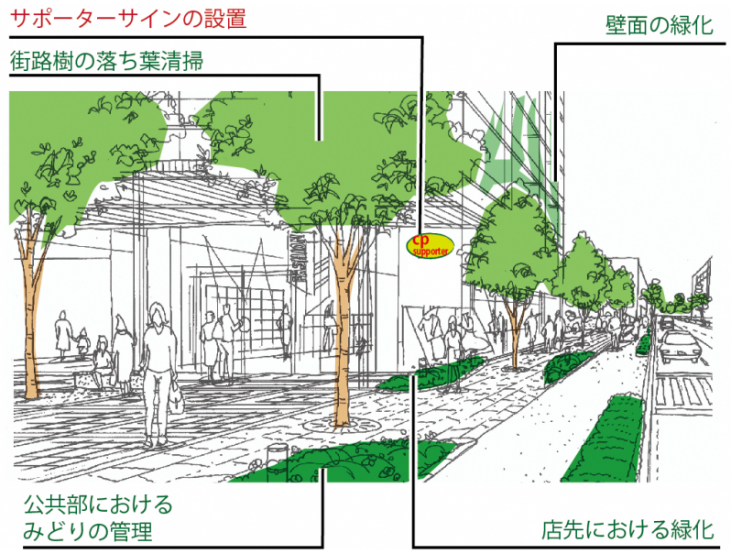 サポーターサインの設置
壁面の緑化
街路樹の落ち葉清掃
cp
supporter
公共部における
みどりの管理
店先における緑化